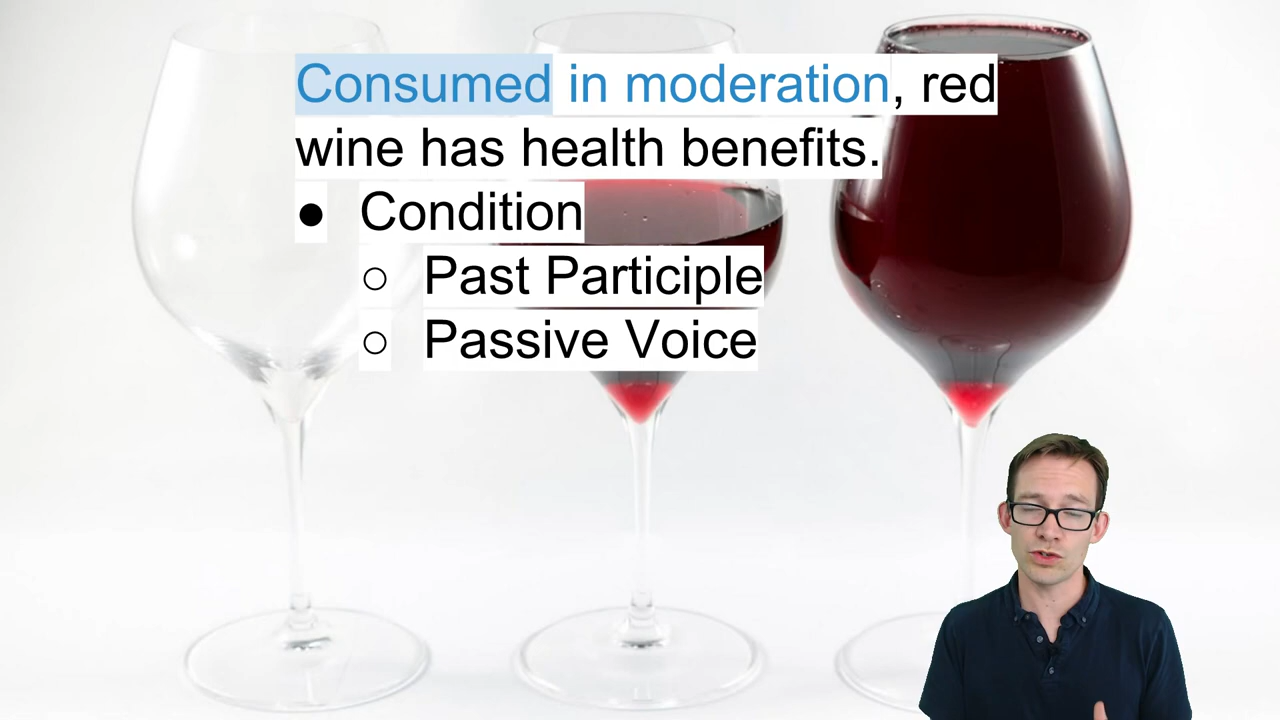 Consumed in moderation, red
wine has health benefits.
● Condition
○ Past Participle
○ Passive Voice